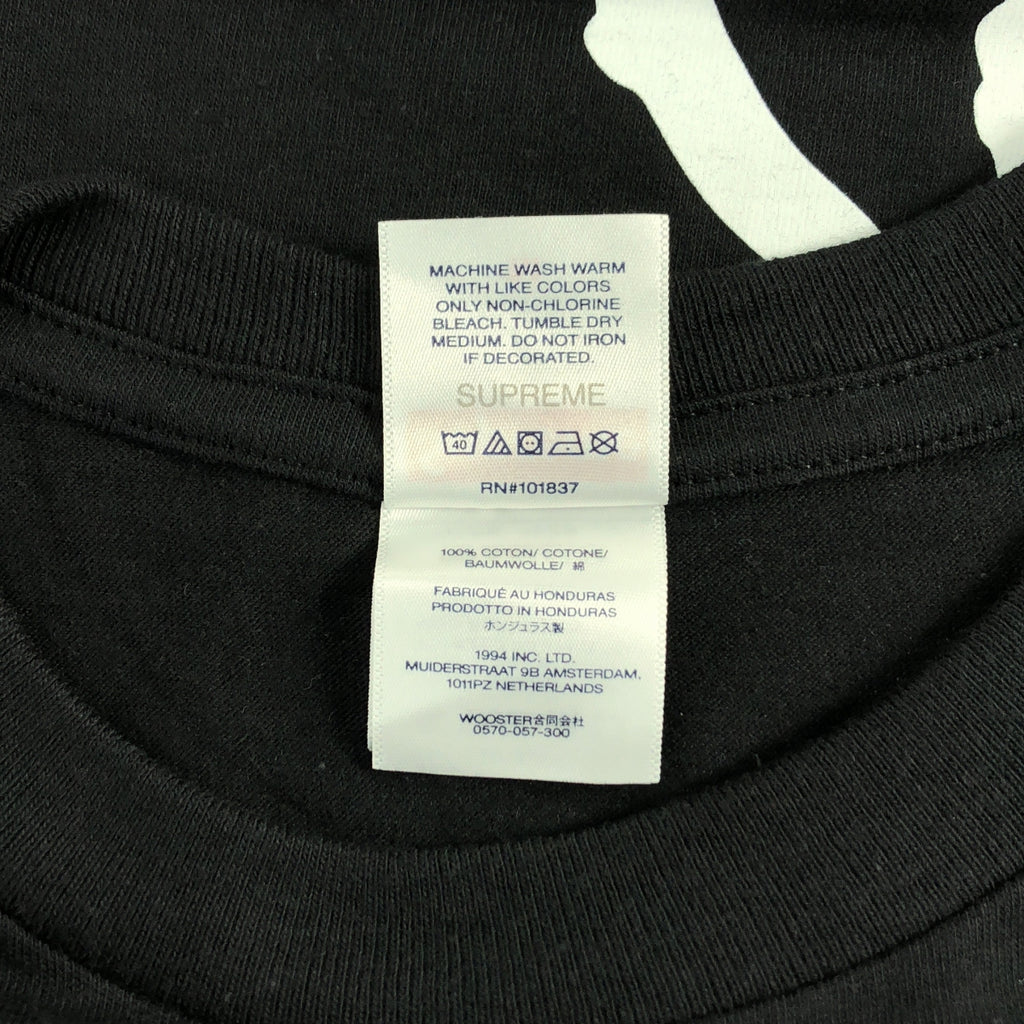 MACHINE WASH WARM
WITH LIKE COLORS
ONLY NON-CHLORINE
BLEACH. TUMBLE DRY
MEDIUM. DO NOT IRON
IF DECORATED.
SUPREME
40
RN#101837
100% COTON/ COTONE/
BAUMWOLLE/ 綿
FABRIQUÉ AU HONDURAS
PRODOTTO IN HONDURAS
ホンジュラス製
1994 INC. LTD.
MUIDERSTRAAT 9B AMSTERDAM,
1011PZ NETHERLANDS
WOOSTER合同会社
0570-057-300